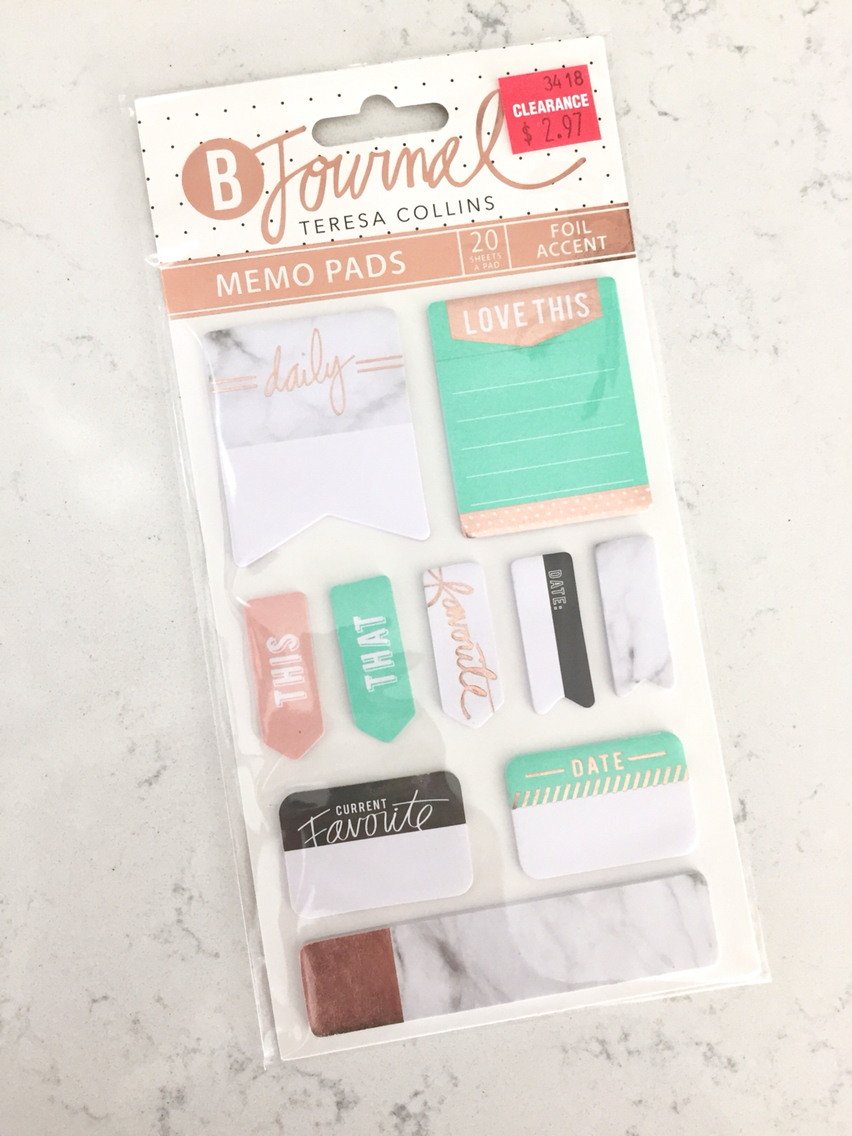 3418
CLEARANCE
$ 2.97
B Journal
TERESA COLLINS
MEMO PADS
20
SHEETS
A PAD
FOIL
ACCENT
daily
LOVE THIS
THIS
THAT
favorite
DATE:
CURRENT
Favorite
DATE